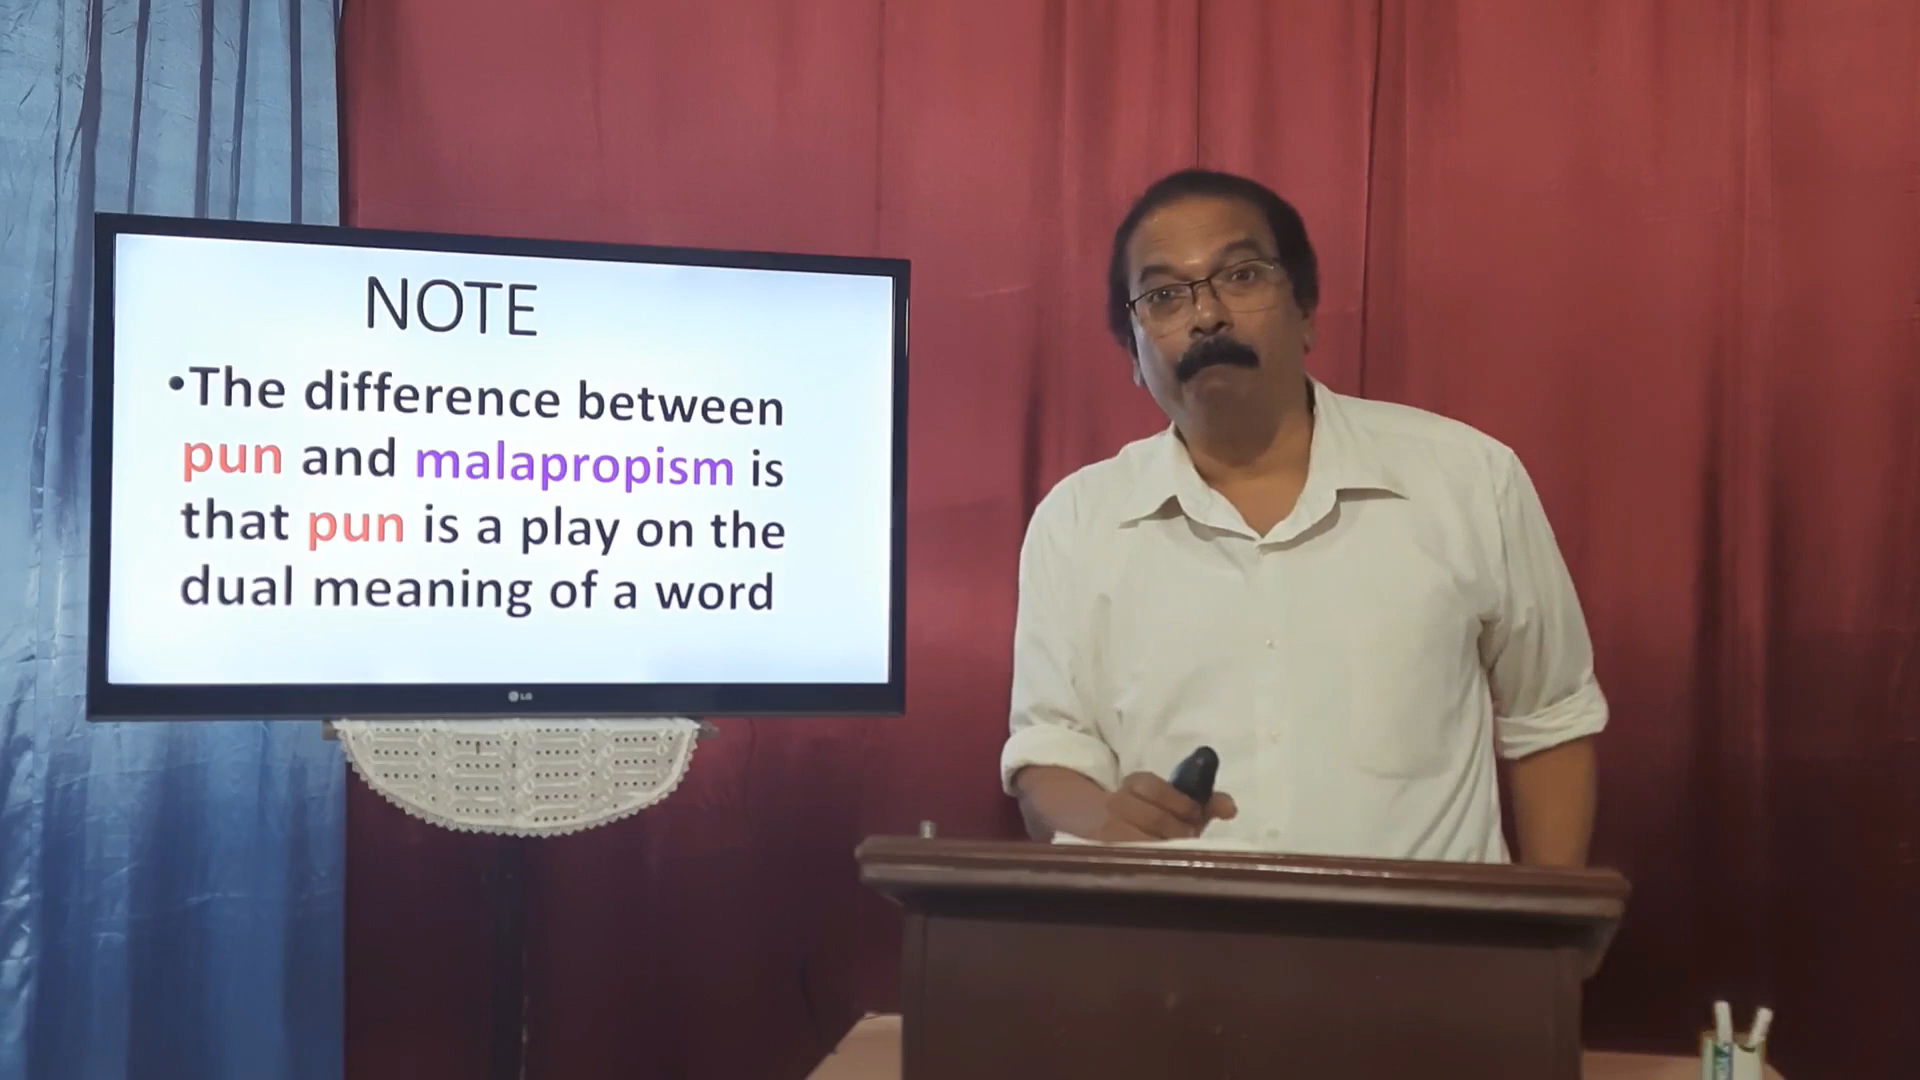 NOTE
•The difference between
pun and malapropism is
that pun is a play on the
dual meaning of a word
LG